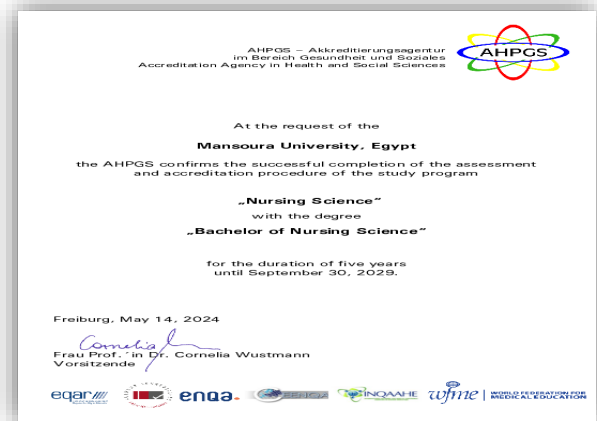 AHPGS – Akkreditierungsagentur
im Bereich Gesundheit und Soziales
Accreditation Agency in Health and Social Sciences
AHPGS
At the request of the
Mansoura University, Egypt
the AHPGS confirms the successful completion of the assessment
and accreditation procedure of the study program
„Nursing Science“
with the degree
„Bachelor of Nursing Science“
for the duration of five years
until September 30, 2029.
Freiburg, May 14, 2024
Cornelia
Frau Prof.´in Dr. Cornelia Wustmann
Vorsitzende
eqar
enqa.
CEENQA
INQAAHE
wfme
WORLD FEDERATION FOR
MEDICAL EDUCATION